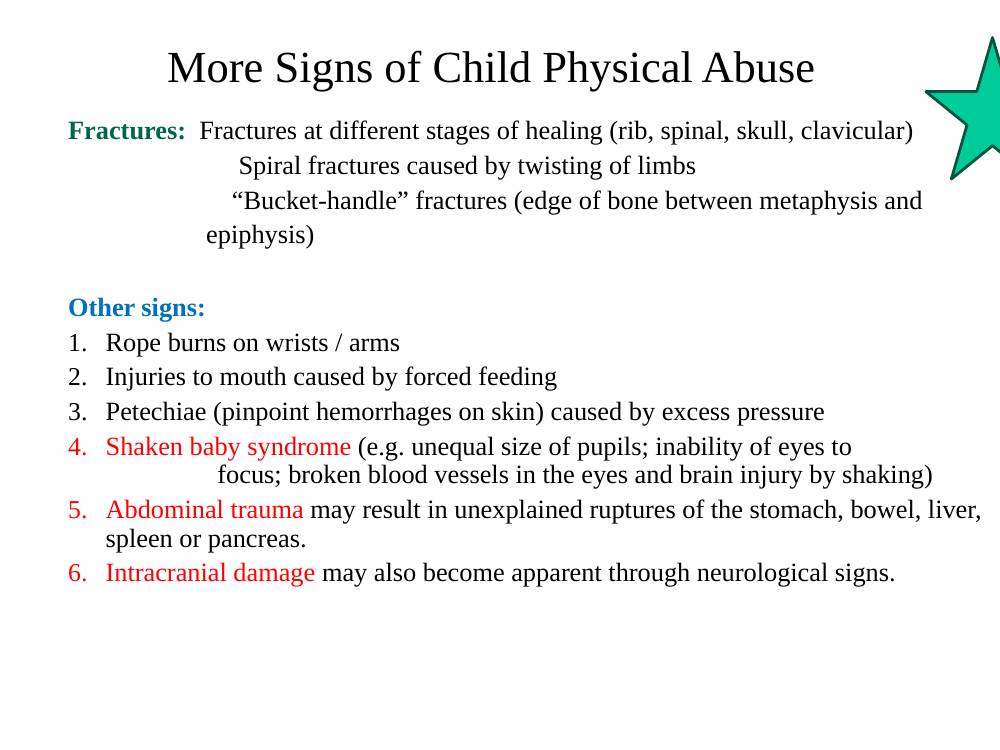 More Signs of Child Physical Abuse
Fractures: Fractures at different stages of healing (rib, spinal, skull, clavicular)
Spiral fractures caused by twisting of limbs
“Bucket-handle” fractures (edge of bone between metaphysis and
epiphysis)
Other signs:
1. Rope burns on wrists / arms
2. Injuries to mouth caused by forced feeding
3. Petechiae (pinpoint hemorrhages on skin) caused by excess pressure
4. Shaken baby syndrome (e.g. unequal size of pupils; inability of eyes to
focus; broken blood vessels in the eyes and brain injury by shaking)
5. Abdominal trauma may result in unexplained ruptures of the stomach, bowel, liver,
spleen or pancreas.
6. Intracranial damage may also become apparent through neurological signs.